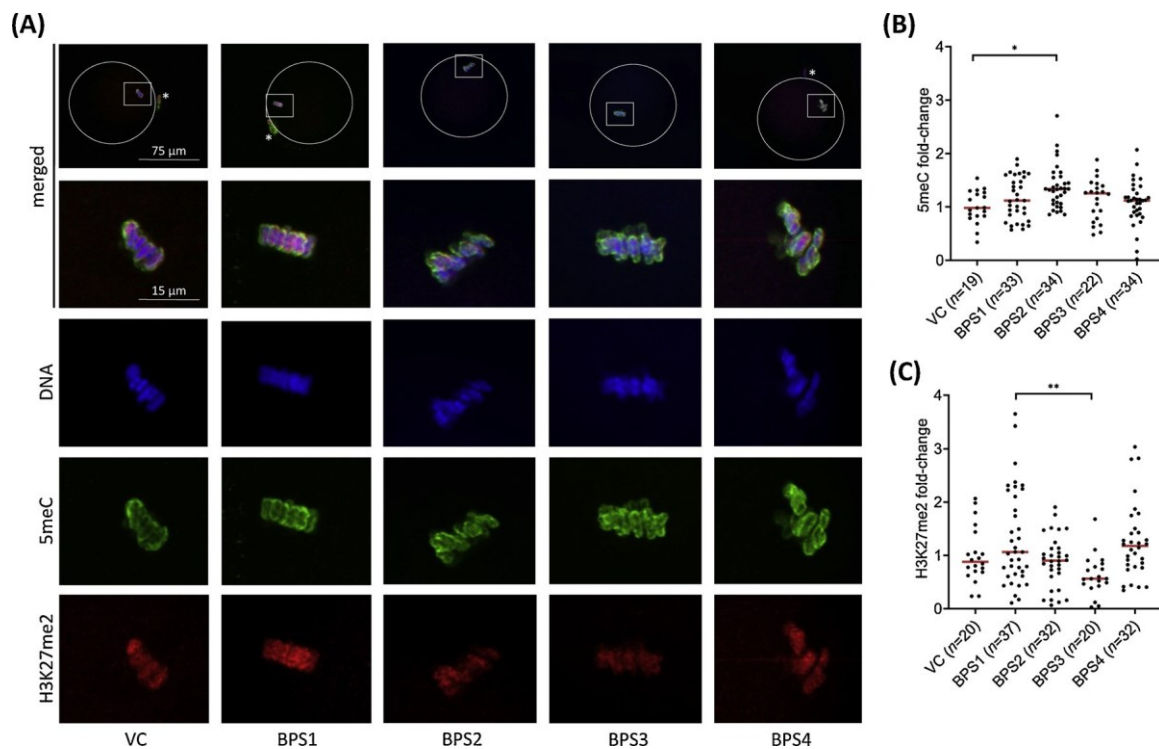 (A)
merged
*
75 µm
*
*
15 µm
DNA
5meC
H3K27me2
VC
BPS1
BPS2
BPS3
BPS4
(B)
5meC fold-change
4
3
2
1
0
*
VC (n=19)
BPS1 (n=33)
BPS2 (n=34)
BPS3 (n=22)
BPS4 (n=34)
(C)
H3K27me2 fold-change
4
3
2
1
0
**
VC (n=20)
BPS1 (n=37)
BPS2 (n=32)
BPS3 (n=20)
BPS4 (n=32)